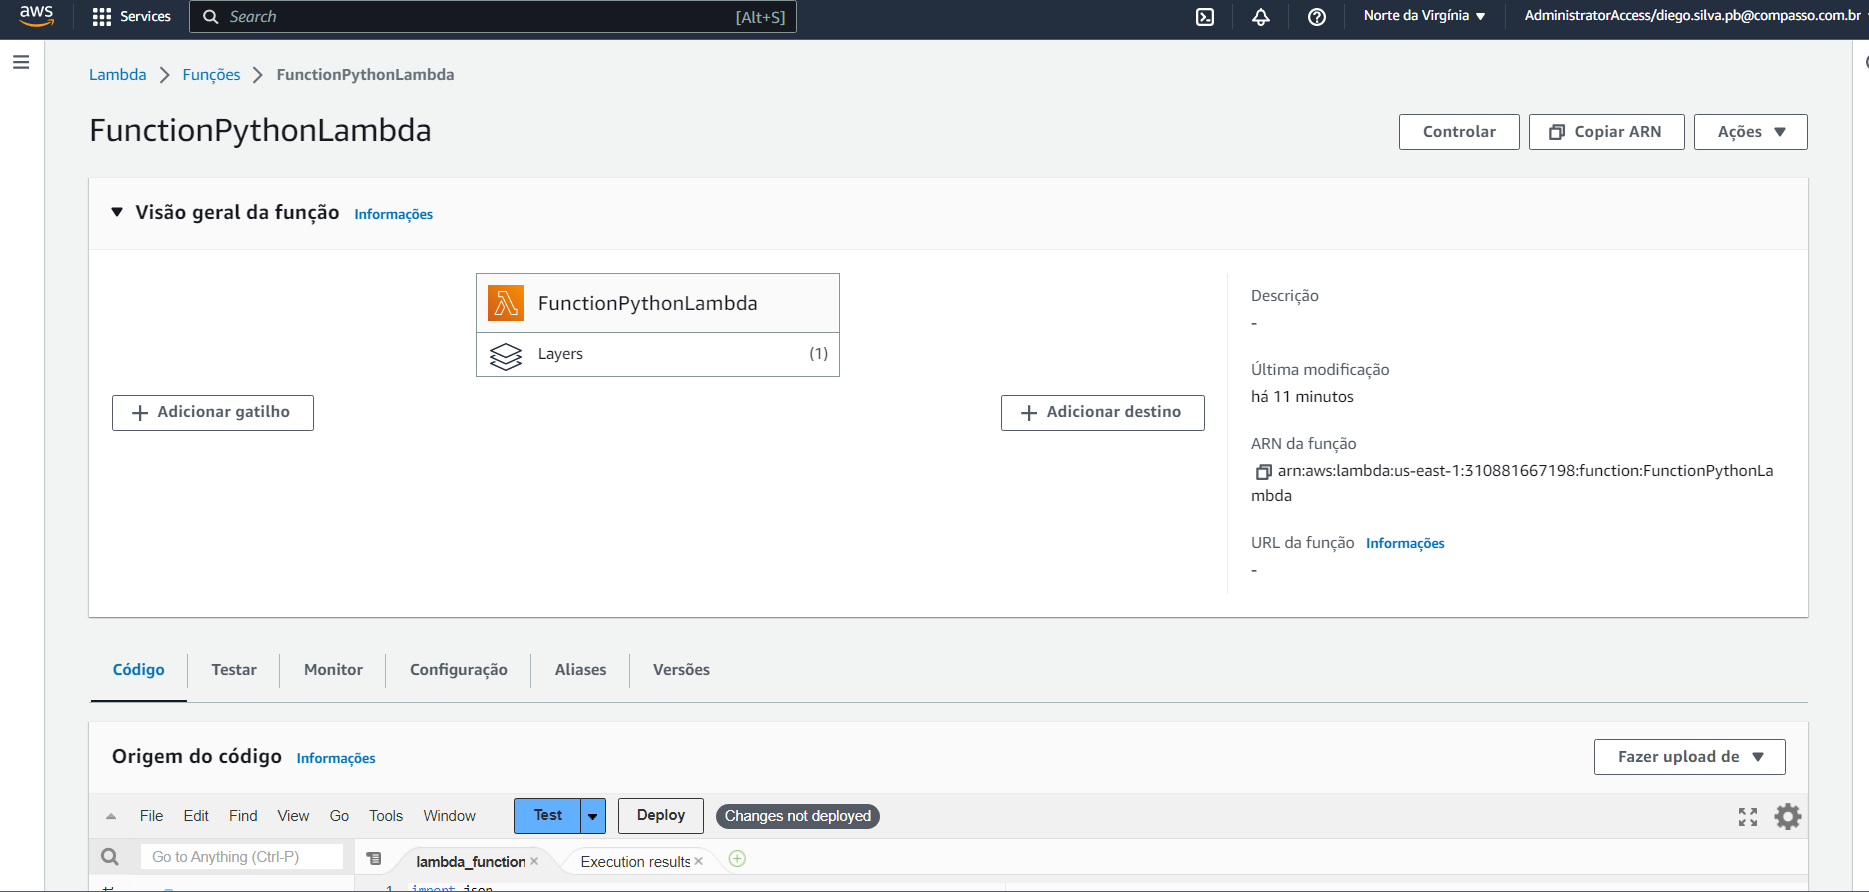 aws
Services
Search
[Alt+S]
Norte da Virgínia
AdministratorAccess/diego.silva.pb@compasso.com.br
Lambda
Funções
FunctionPythonLambda
FunctionPythonLambda
Controlar
Copiar ARN
Ações
Visão geral da função
Informações
FunctionPythonLambda
Layers
(1)
Adicionar gatilho
Adicionar destino
Descrição
-
Última modificação
há 11 minutos
ARN da função
arn:aws:lambda:us-east-1:310881667198:function:FunctionPythonLa
mbda
URL da função Informações
-
Código
Testar
Monitor
Configuração
Aliases
Versões
Origem do código
Informações
Fazer upload de
File
Edit
Find
View
Go
Tools
Window
Test
Deploy
Changes not deployed
Go to Anything (Ctrl-P)
lambda_function
Execution results
1 import json